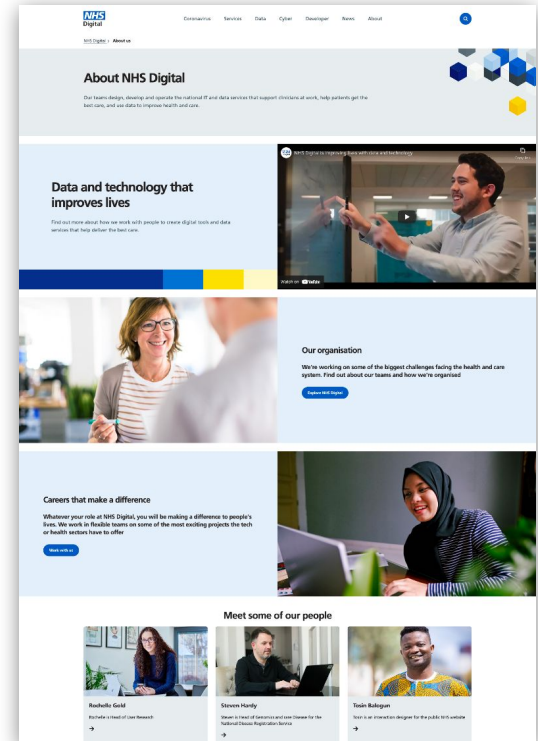 NHS
Digital
Coronavirus Services Data Cyber Developer News About
NHS Digital › About us
About NHS Digital
Our team design, develop and operate the national IT and data services that support clinicians at work, help patients get the
best care, and use data to improve health and care.
NHS Digital is improving lives with data and technology
Copy link
Data and technology that
improves lives
Find out more about how we work with people to create digital tools and data
services that help deliver the best care.
Watch on YouTube
Our organisation
We're working on some of the biggest challenges facing the health and care
system. Find out about our teams and how we're organised
Explore NHS Digital
Careers that make a difference
Whatever your role at NHS Digital, you will be making a difference to people's
lives. We work in flexible teams on some of the most exciting projects the tech
or health sectors have to offer
Work with us
Meet some of our people
Rochelle Gold
Rochelle is Head of User Research
→
Steven Hardy
Steven is Head of Genomics and rare Disease for the
National Disease Registration Service
→
Tosin Balogun
Tosin is an interaction designer for the public NHS website
→